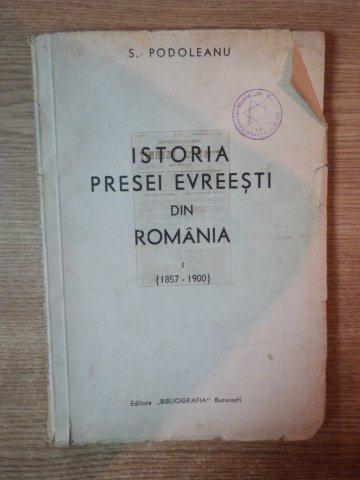 S. PODOLEANU
ISTORIA
PRESEI EVREEȘTI
DIN
ROMÂNIA
I
(1857-1900)
Editura „BIBLIOGRAFIA" București